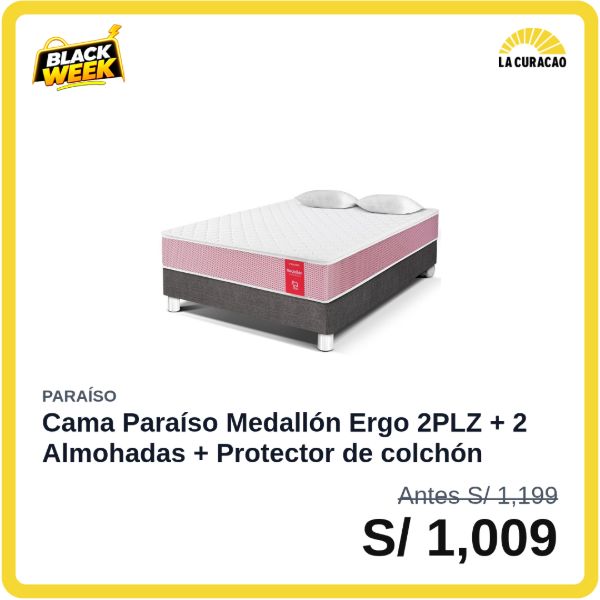 BLACK
WEEK
LA CURACAO
PARAÍSO
Cama Paraíso Medallón Ergo 2PLZ + 2
Almohadas + Protector de colchón
Antes S/ 1,199
S/ 1,009